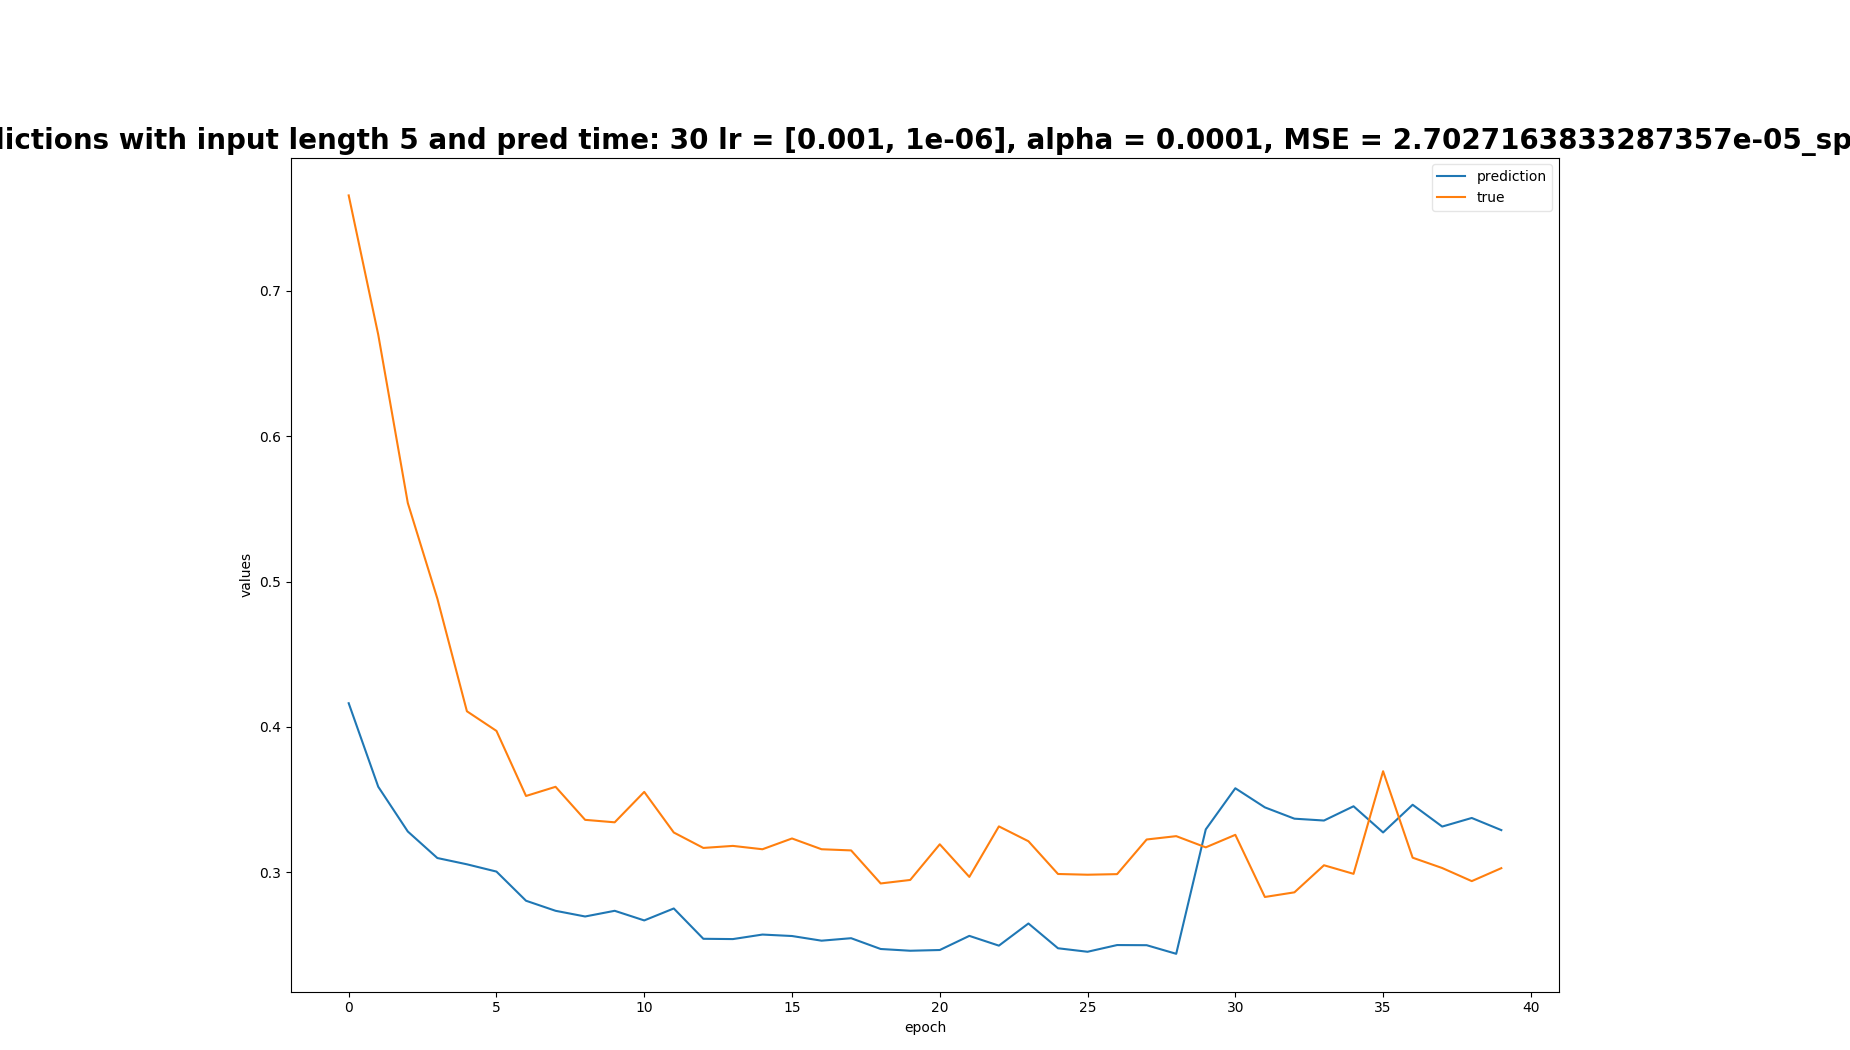 dictions with input length 5 and pred time: 30 lr = [0.001, 1e-06], alpha = 0.0001, MSE = 2.7027163833287357e-05_sp
prediction
true
0.7
0.6
0.5
0.4
0.3
values
0 5 10 15 20 25 30 35 40
epoch